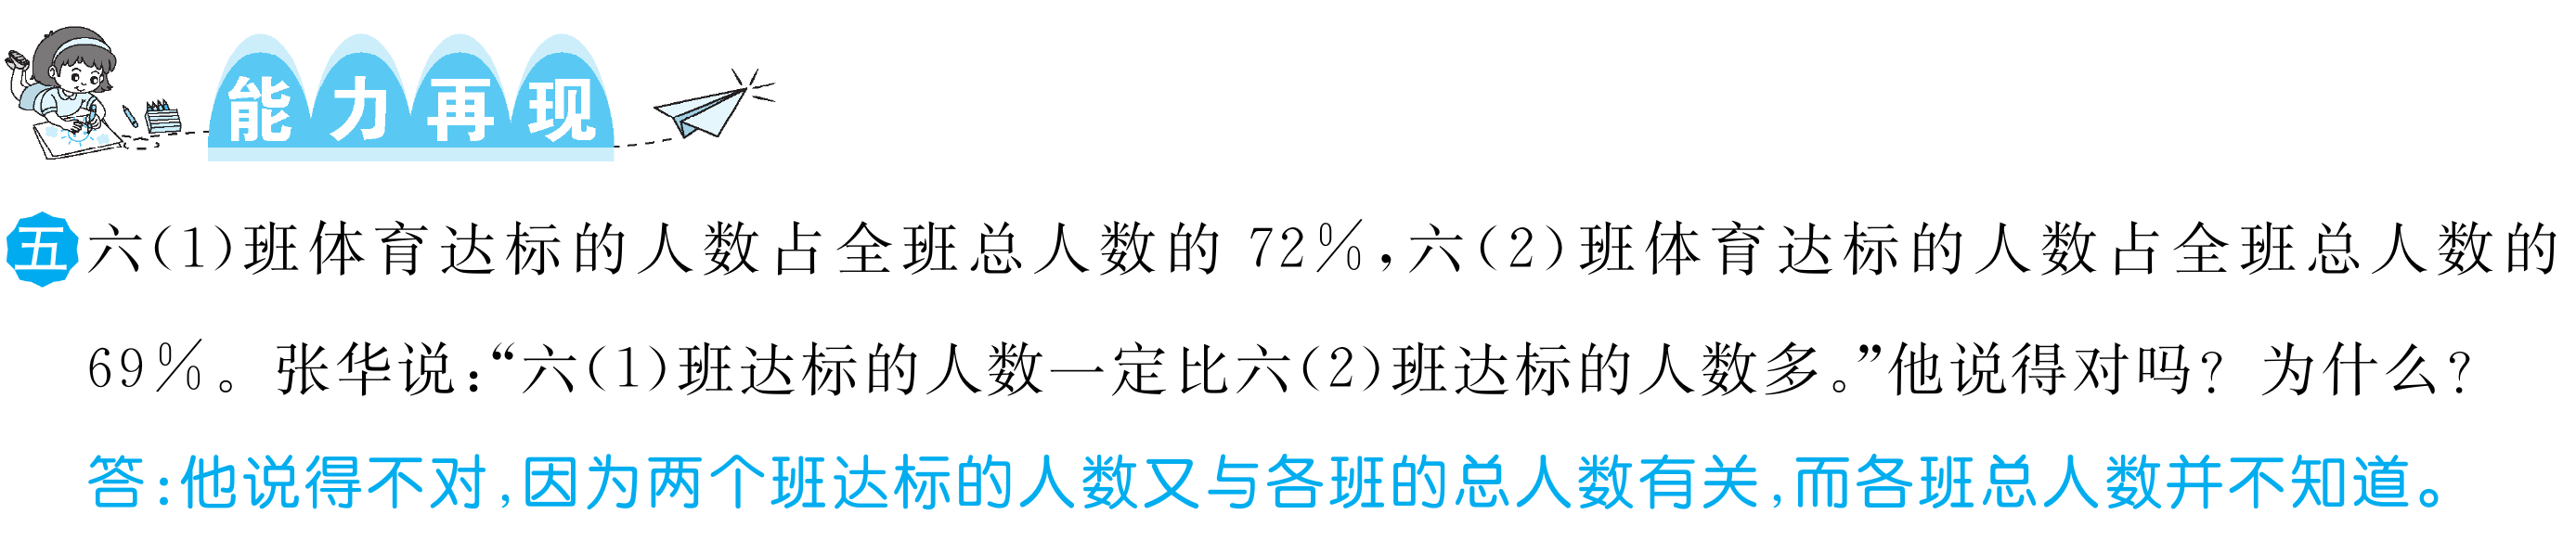 能力再现
五 六(1)班体育达标的人数占全班总人数的 72%,六(2)班体育达标的人数占全班总人数的
69%。张华说:“六(1)班达标的人数一定比六(2)班达标的人数多。”他说得对吗? 为什么?
答:他说得不对,因为两个班达标的人数又与各班的总人数有关,而各班总人数并不知道。